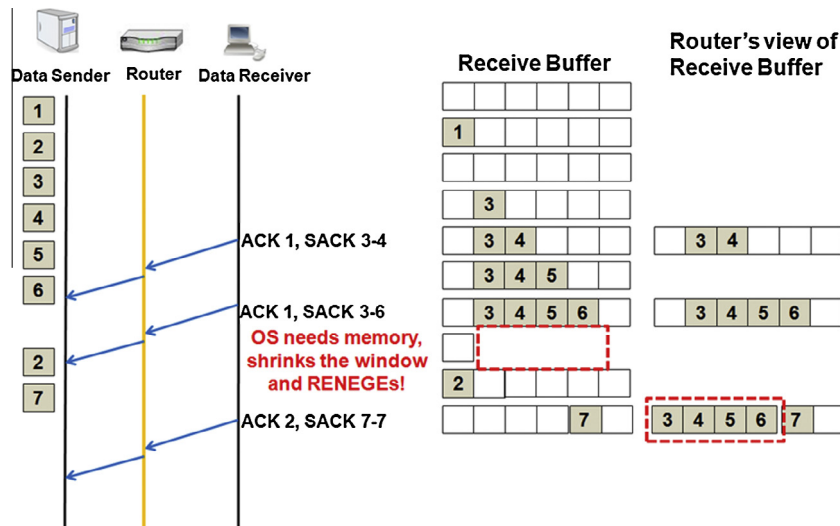 Data Sender
Router
Data Receiver
Receive Buffer
Router's view of
Receive Buffer
1
2
3
4
5
6
2
7
ACK 1, SACK 3-4
ACK 1, SACK 3-6
OS needs memory,
shrinks the window
and RENEGEs!
ACK 2, SACK 7-7
1
3
3 4
3 4
3 4 5
3 4 5 6
3 4 5 6
2
7
3 4 5 6 7